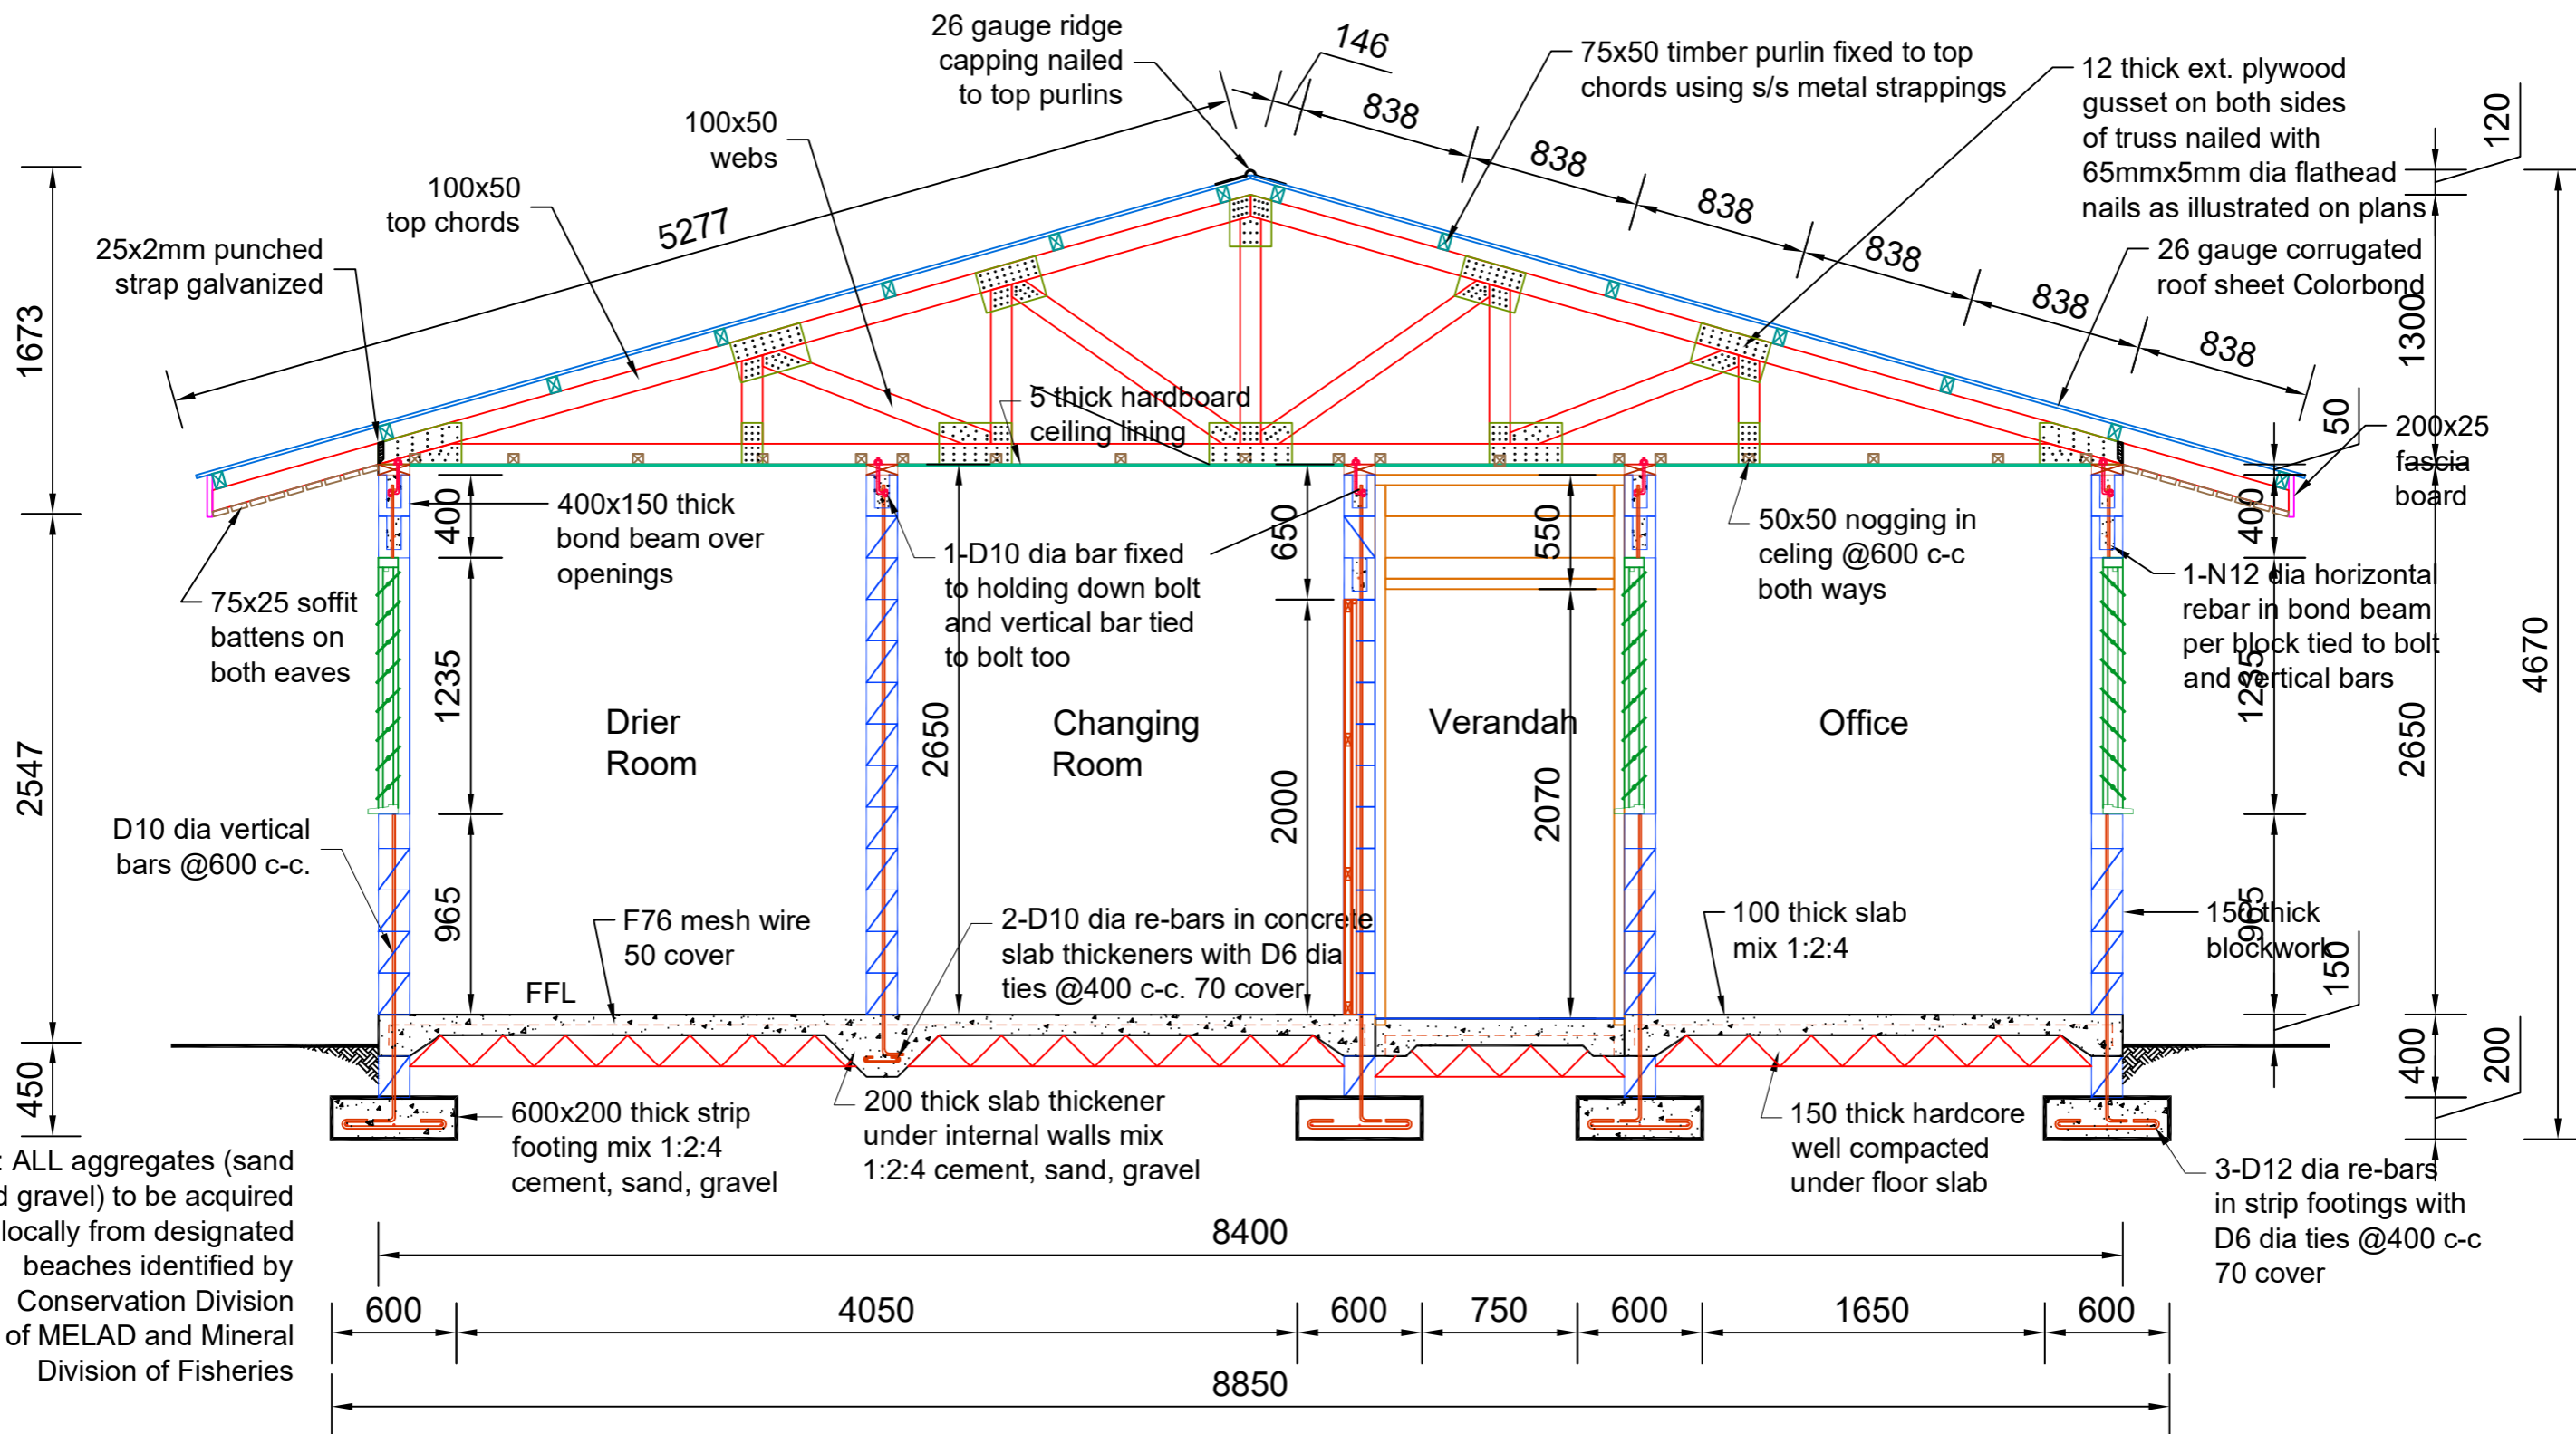 26 gauge ridge
capping nailed
to top purlins
146
838
838
838
838
838
838
75x50 timber purlin fixed to top
chords using s/s metal strappings
12 thick ext. plywood
gusset on both sides
of truss nailed with
65mmx5mm dia flathead
nails as illustrated on plans
120
100x50
webs
100x50
top chords
5277
25x2mm punched
strap galvanized
26 gauge corrugated
roof sheet Colorbond
1673
1300
5 thick hardboard
ceiling lining
50
200x25
fascia
board
400
400x150 thick
bond beam over
openings
1-D10 dia bar fixed
to holding down bolt
and vertical bar tied
to bolt too
650
550
50x50 nogging in
celing @600 c-c
both ways
400
1-N12 dia horizontal
rebar in bond beam
per block tied to bolt
and vertical bars
75x25 soffit
battens on
both eaves
1235
1235
4670
2547
Drier
Room
2650
Changing
Room
2000
Verandah
2070
Office
2650
D10 dia vertical
bars @600 c-c.
965
F76 mesh wire
50 cover
FFL
2-D10 dia re-bars in concrete
slab thickeners with D6 dia
ties @400 c-c. 70 cover
100 thick slab
mix 1:2:4
965
150 thick
blockwork
150
450
400
200
600x200 thick strip
footing mix 1:2:4
cement, sand, gravel
200 thick slab thickener
under internal walls mix
1:2:4 cement, sand, gravel
150 thick hardcore
well compacted
under floor slab
3-D12 dia re-bars
in strip footings with
D6 dia ties @400 c-c
70 cover
: ALL aggregates (sand
d gravel) to be acquired
locally from designated
beaches identified by
Conservation Division
of MELAD and Mineral
Division of Fisheries
8400
600
4050
600
750
600
1650
600
8850